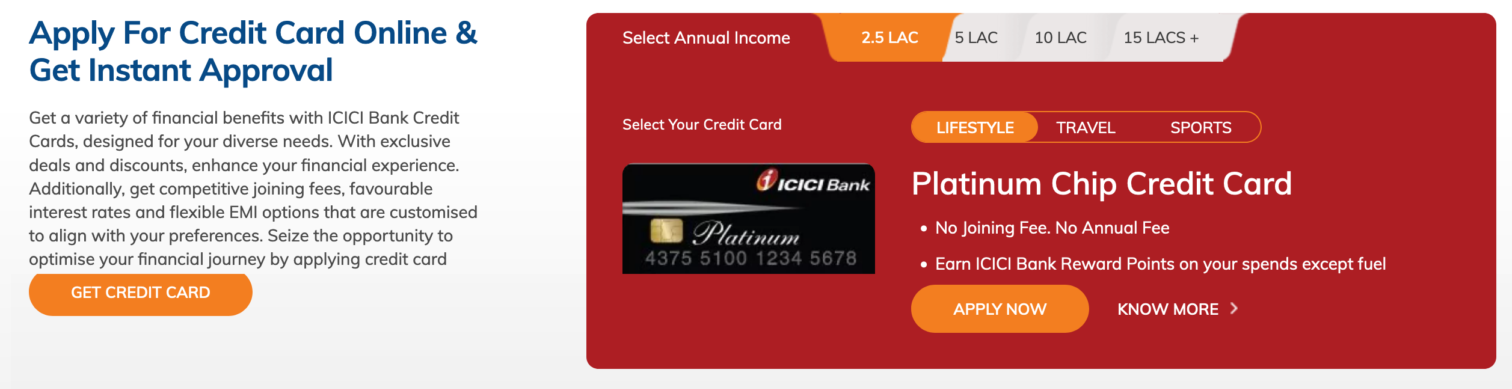 Apply For Credit Card Online &
Get Instant Approval
Get a variety of financial benefits with ICICI Bank Credit
Cards, designed for your diverse needs. With exclusive
deals and discounts, enhance your financial experience.
Additionally, get competitive joining fees, favourable
interest rates and flexible EMI options that are customised
to align with your preferences. Seize the opportunity to
optimise your financial journey by applying credit card
GET CREDIT CARD
Select Annual Income
2.5 LAC
5 LAC
10 LAC
15 LACS +
Select Your Credit Card
ICICI Bank
Platinum
4375 5100 1234 5678
LIFESTYLE
TRAVEL
SPORTS
Platinum Chip Credit Card
• No Joining Fee. No Annual Fee
• Earn ICICI Bank Reward Points on your spends except fuel
APPLY NOW
KNOW MORE >